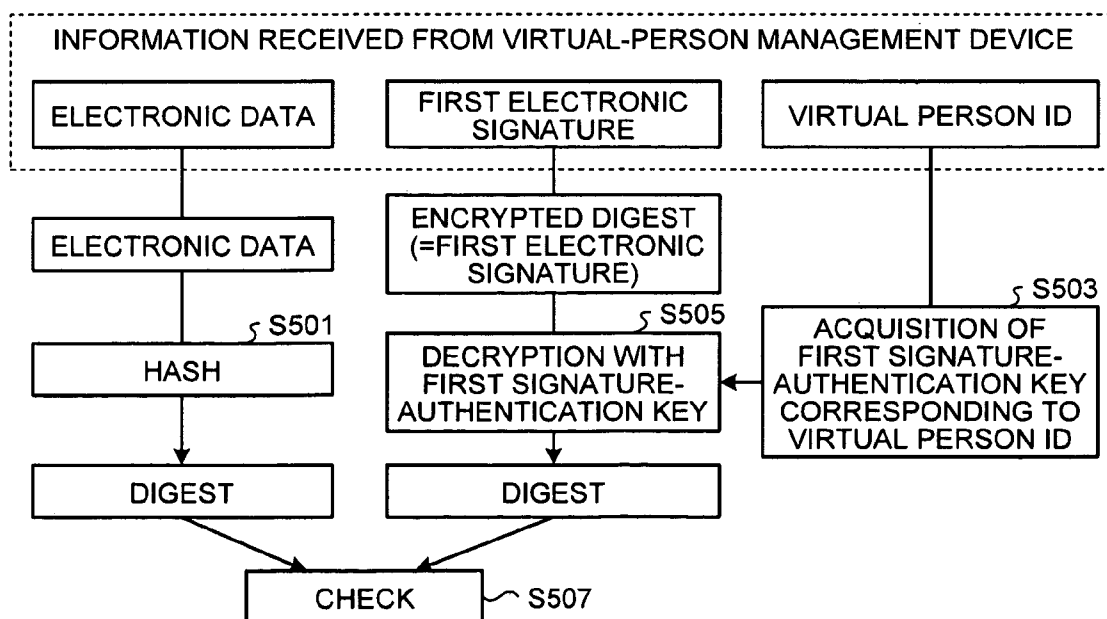 INFORMATION RECEIVED FROM VIRTUAL-PERSON MANAGEMENT DEVICE
ELECTRONIC DATA
FIRST ELECTRONIC
SIGNATURE
VIRTUAL PERSON ID
ELECTRONIC DATA
ENCRYPTED DIGEST
(=FIRST ELECTRONIC
SIGNATURE)
S501
HASH
S505
DECRYPTION WITH
FIRST SIGNATURE-
AUTHENTICATION KEY
S503
ACQUISITION OF
FIRST SIGNATURE-
AUTHENTICATION KEY
CORRESPONDING TO
VIRTUAL PERSON ID
DIGEST
DIGEST
CHECK
S507